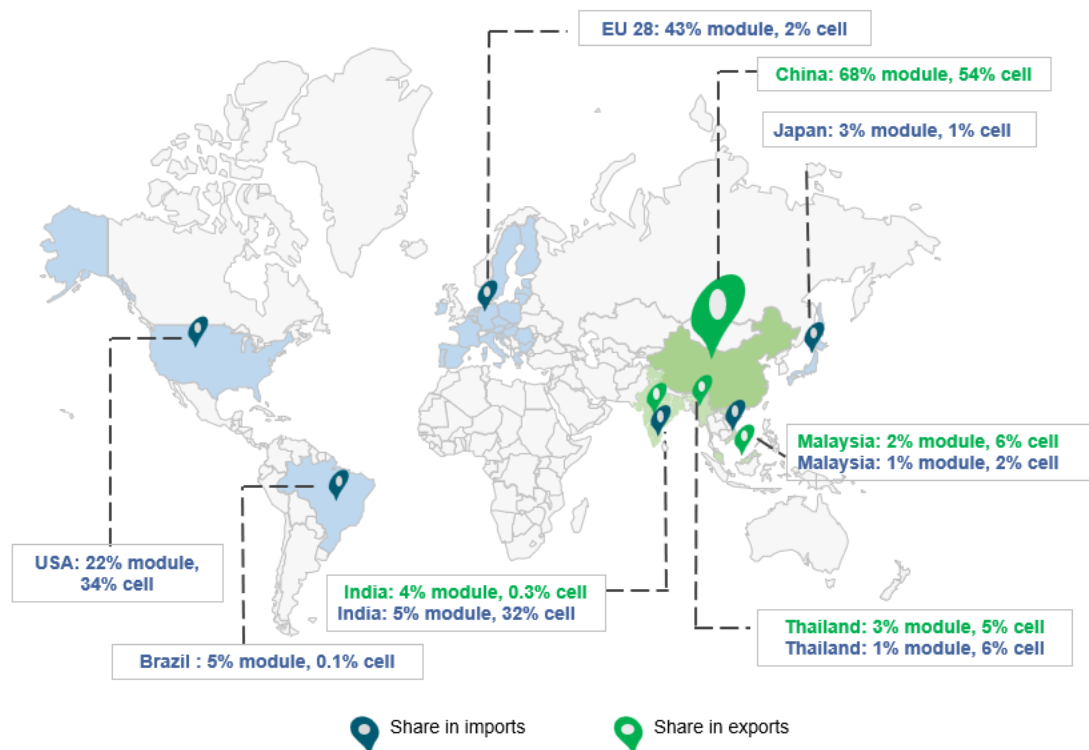 EU 28: 43% module, 2% cell
China: 68% module, 54% cell
Japan: 3% module, 1% cell
Malaysia: 2% module, 6% cell
Malaysia: 1% module, 2% cell
USA: 22% module,
34% cell
India: 4% module, 0.3% cell
India: 5% module, 32% cell
Thailand: 3% module, 5% cell
Thailand: 1% module, 6% cell
Brazil : 5% module, 0.1% cell
Share in imports
Share in exports